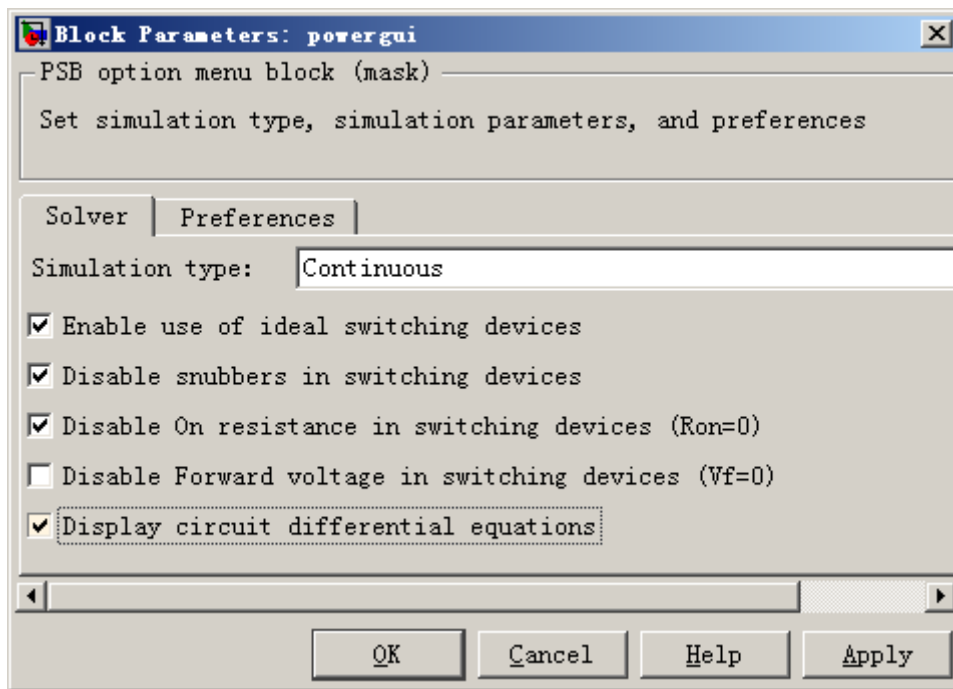 Block Parameters: powergui
PSB option menu block (mask)
Set simulation type, simulation parameters, and preferences
Solver Preferences
Simulation type: Continuous
Enable use of ideal switching devices
Disable snubbers in switching devices
Disable On resistance in switching devices (Ron=0)
Disable Forward voltage in switching devices (Vf=0)
Display circuit differential equations
OK Cancel Help Apply